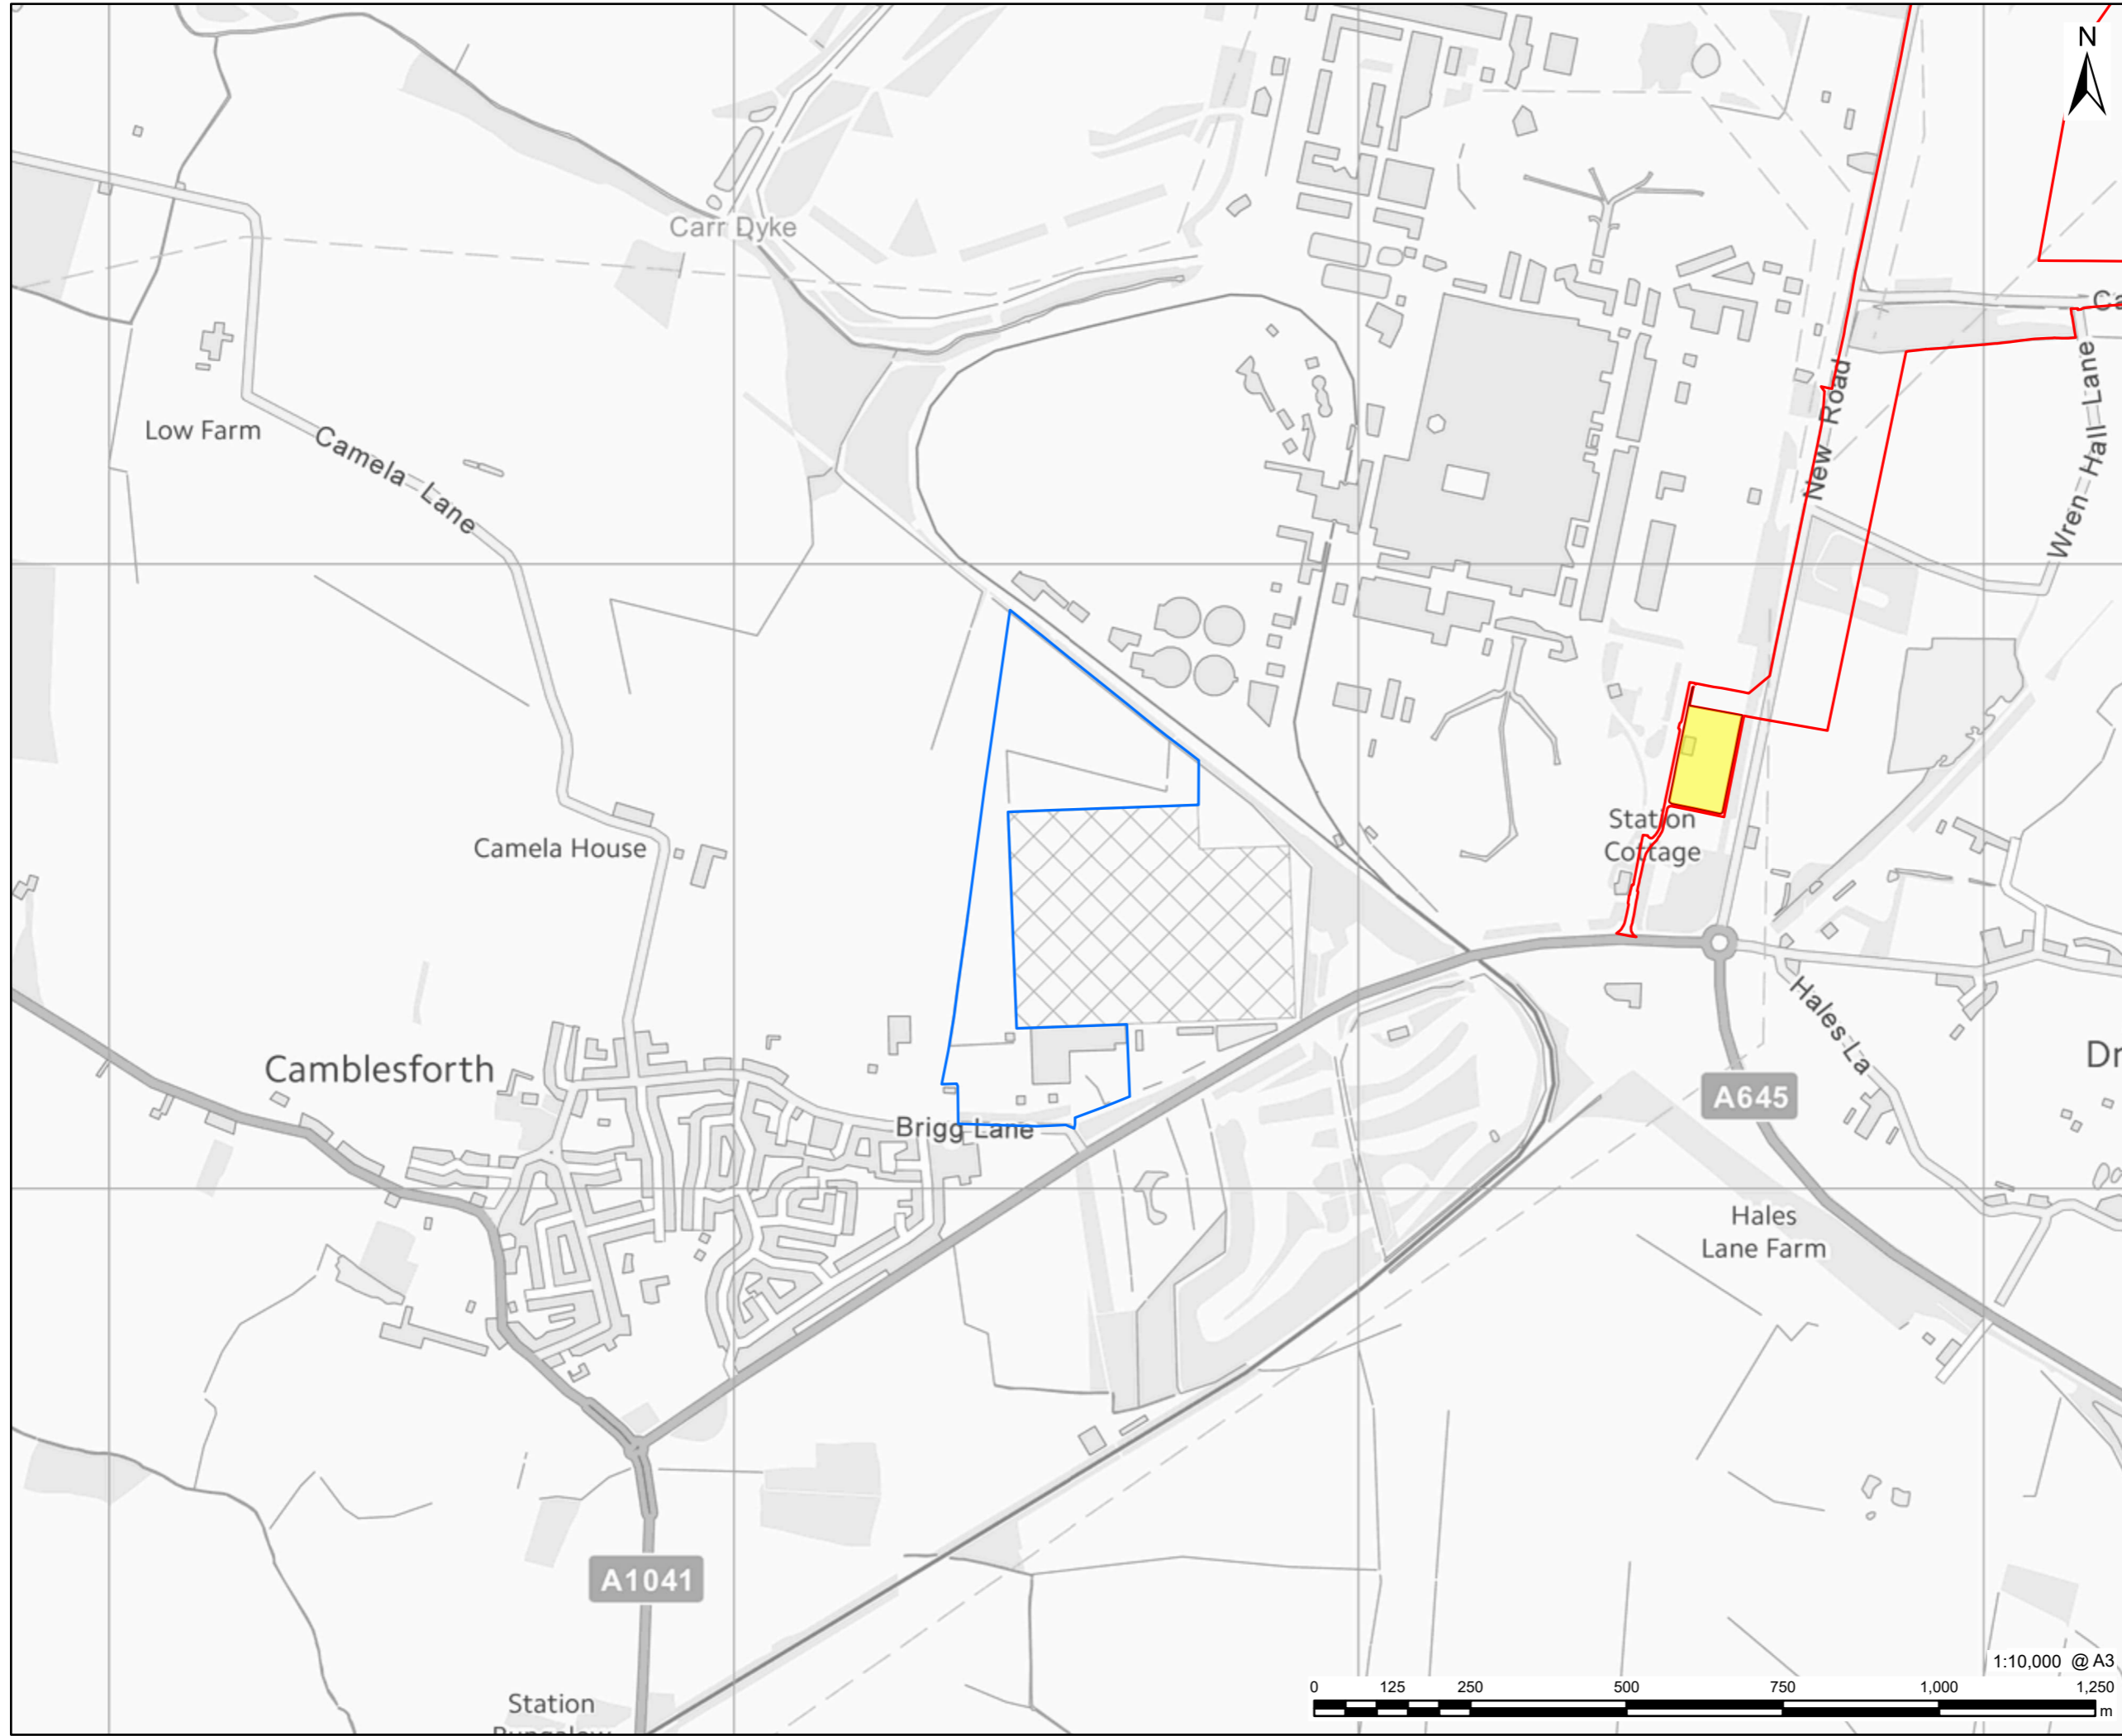 N
Carr Dyke
Low Farm
Camela Lane
New Road
Wren Hall Lane
Camela House
Station
Cottage
Camblesforth
Brigg Lane
Hales La
A645
Hales
Lane Farm
A1041
Station
1:10,000 @ A3
0 125 250 500 750 1,000 1,250
m